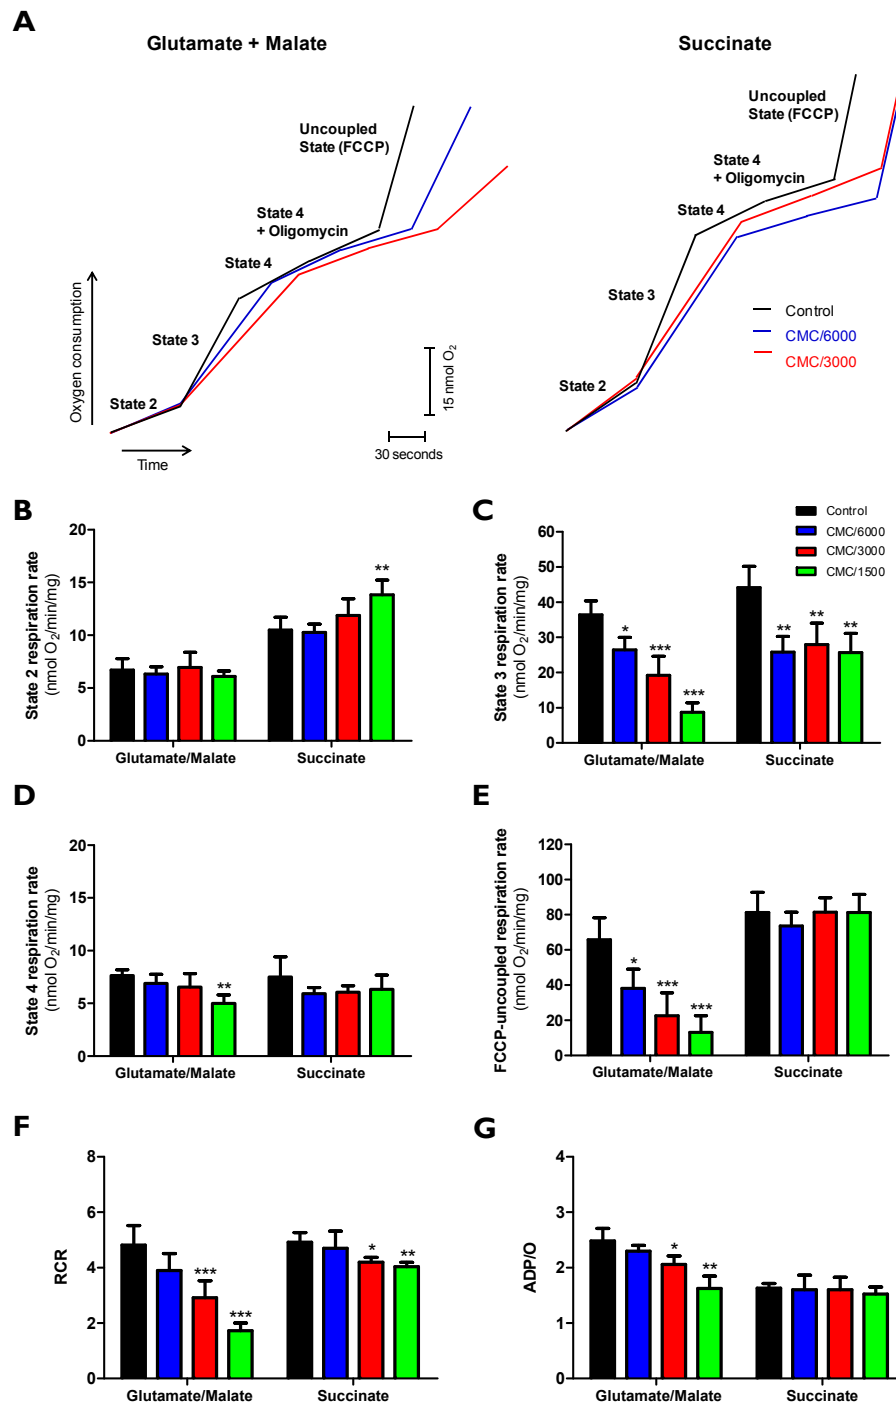 A
Glutamate + Malate
Succinate
Uncoupled
State (FCCP)
State 4
+ Oligomycin
State 4
State 3
State 2
Oxygen consumption
Time
15 nmol O₂
30 seconds
Uncoupled
State (FCCP)
State 4
+ Oligomycin
State 4
State 3
State 2
Control
CMC/6000
CMC/3000
B
State 2 respiration rate
(nmol O₂/min/mg)
20
15
10
5
0
**
Glutamate/Malate
Succinate
C
State 3 respiration rate
(nmol O₂/min/mg)
60
50
40
30
20
10
0
Control
CMC/6000
CMC/3000
CMC/1500
* *** *** ** ** **
Glutamate/Malate
Succinate
D
State 4 respiration rate
(nmol O₂/min/mg)
20
15
10
5
0
**
Glutamate/Malate
Succinate
E
FCCP-uncoupled respiration rate
(nmol O₂/min/mg)
120
100
80
60
40
20
0
* *** ***
Glutamate/Malate
Succinate
F
RCR
8
6
4
2
0
*** *** * **
Glutamate/Malate
Succinate
G
ADP/O
4
3
2
1
0
* **
Glutamate/Malate
Succinate